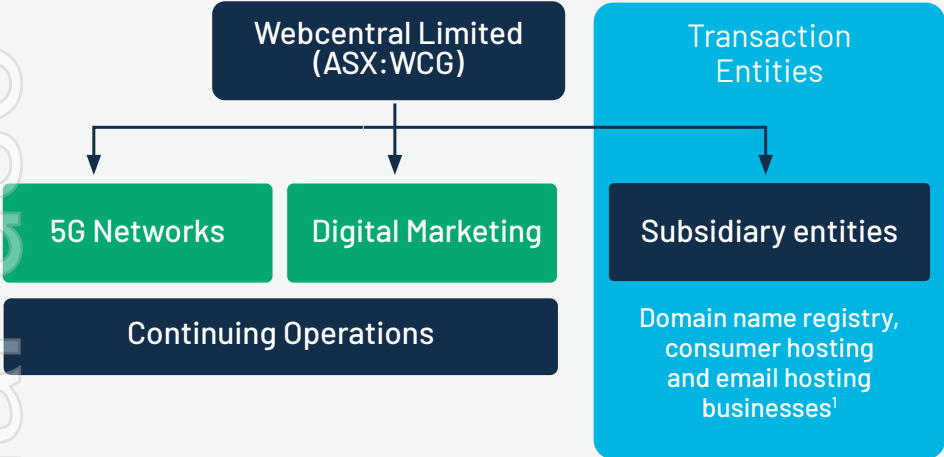 Webcentral Limited
(ASX:WCG)
Transaction
Entities
5G Networks
Digital Marketing
Subsidiary entities
Continuing Operations
Domain name registry,
consumer hosting
and email hosting
businesses¹